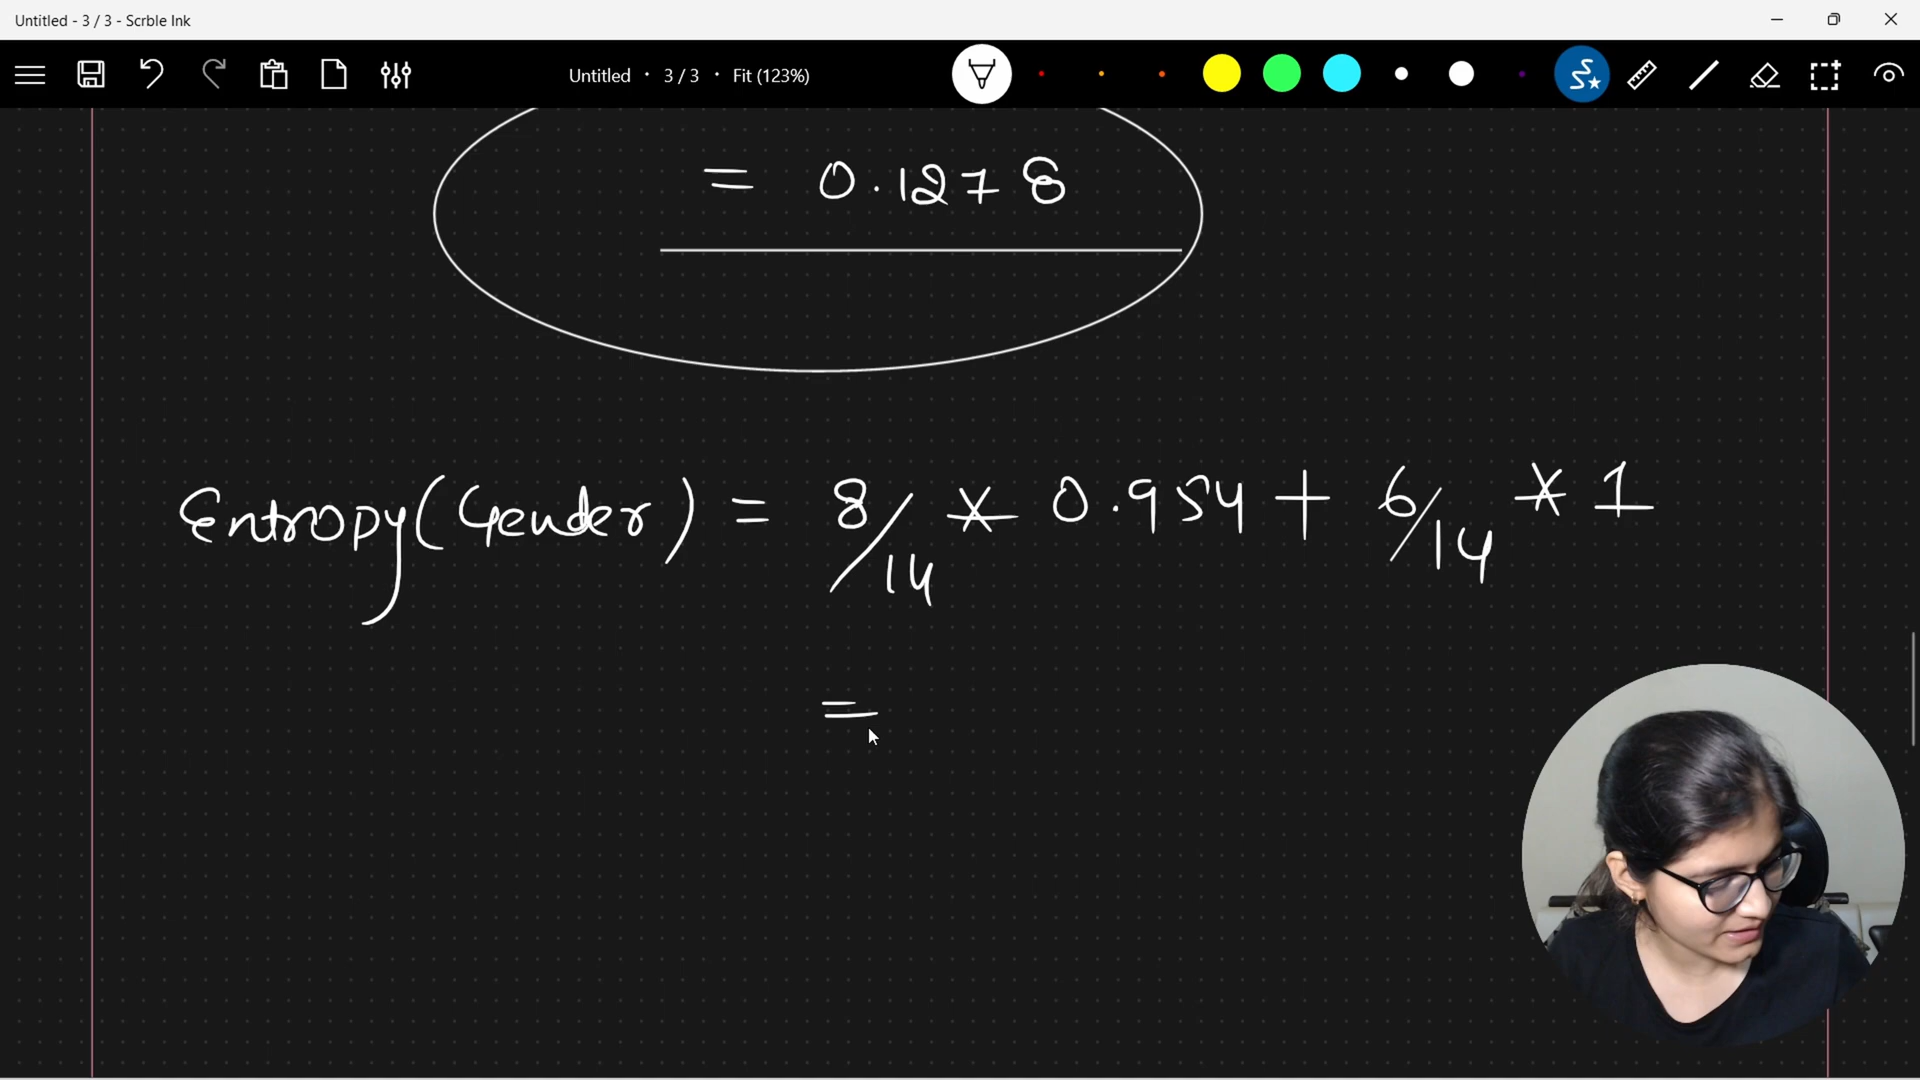 Untitled - 3 / 3 - Scrble Ink
Untitled • 3 / 3 • Fit (123%)
= 0.1278
Entropy(Gender) = 8/14 * 0.954 + 6/14 * 1
=